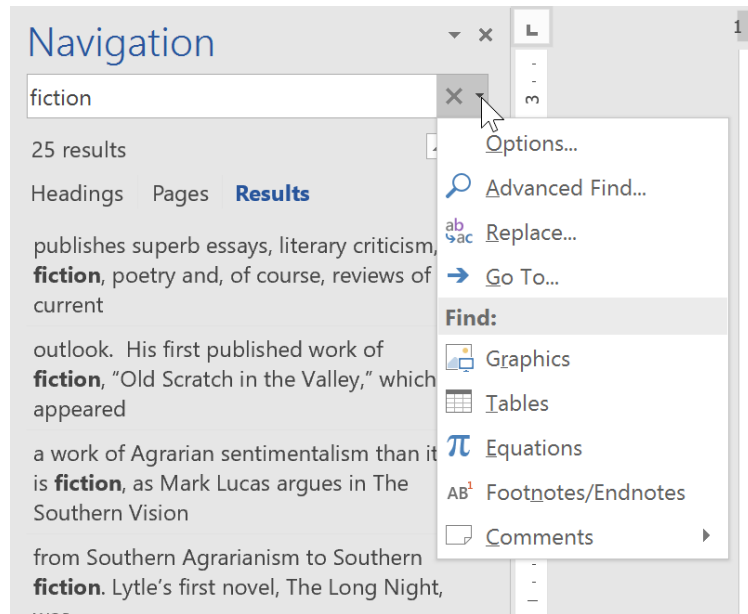 Navigation
fiction
25 results
Headings Pages Results
publishes superb essays, literary criticism,
fiction, poetry and, of course, reviews of
current
outlook.  His first published work of
fiction, “Old Scratch in the Valley,” which
appeared
a work of Agrarian sentimentalism than it
is fiction, as Mark Lucas argues in The
Southern Vision
from Southern Agrarianism to Southern
fiction. Lytle’s first novel, The Long Night,
Options...
Advanced Find...
Replace...
Go To...
Find:
Graphics
Tables
Equations
AB¹ Footnotes/Endnotes
Comments
3
1